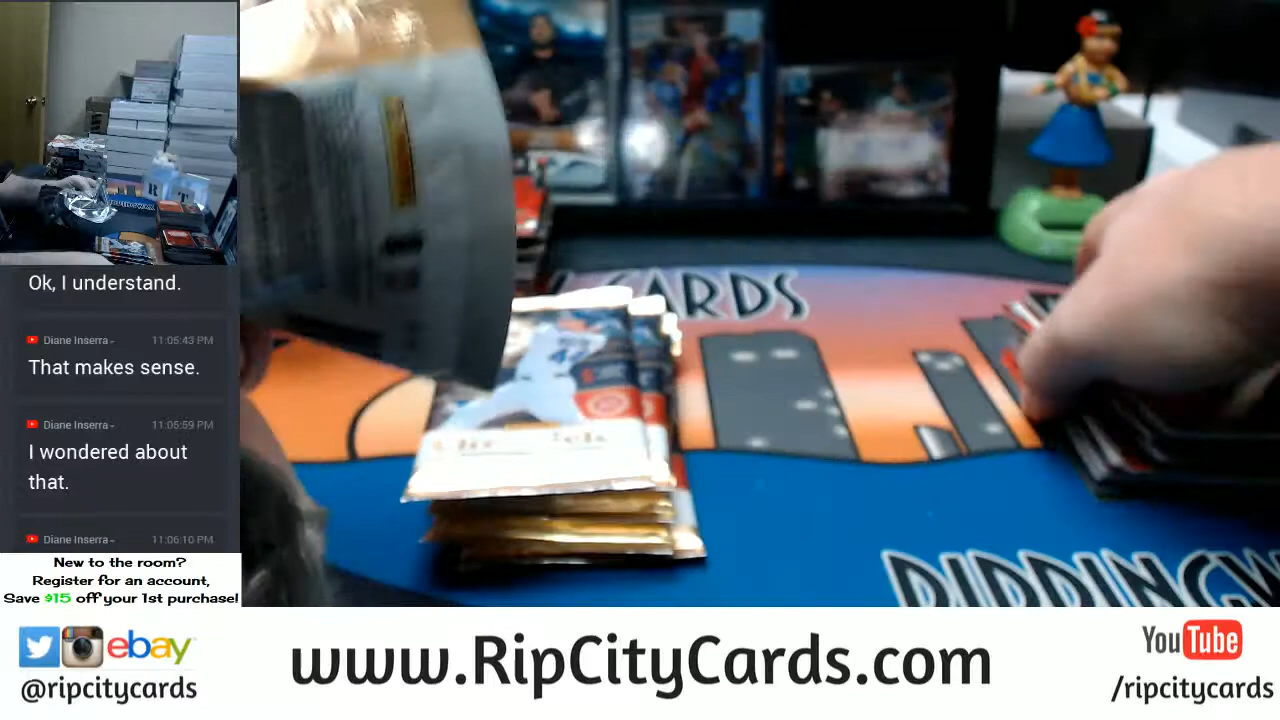 Ok, I understand.
Diane Inserra 11:05:43 PM
That makes sense.
Diane Inserra 11:05:59 PM
I wondered about
that.
Diane Inserra 11:06:10 PM
New to the room?
Register for an account,
Save $15 off your 1st purchase!
CARDS
42
ebay
@ripcitycards
www.RipCityCards.com
YouTube
/ripcitycards